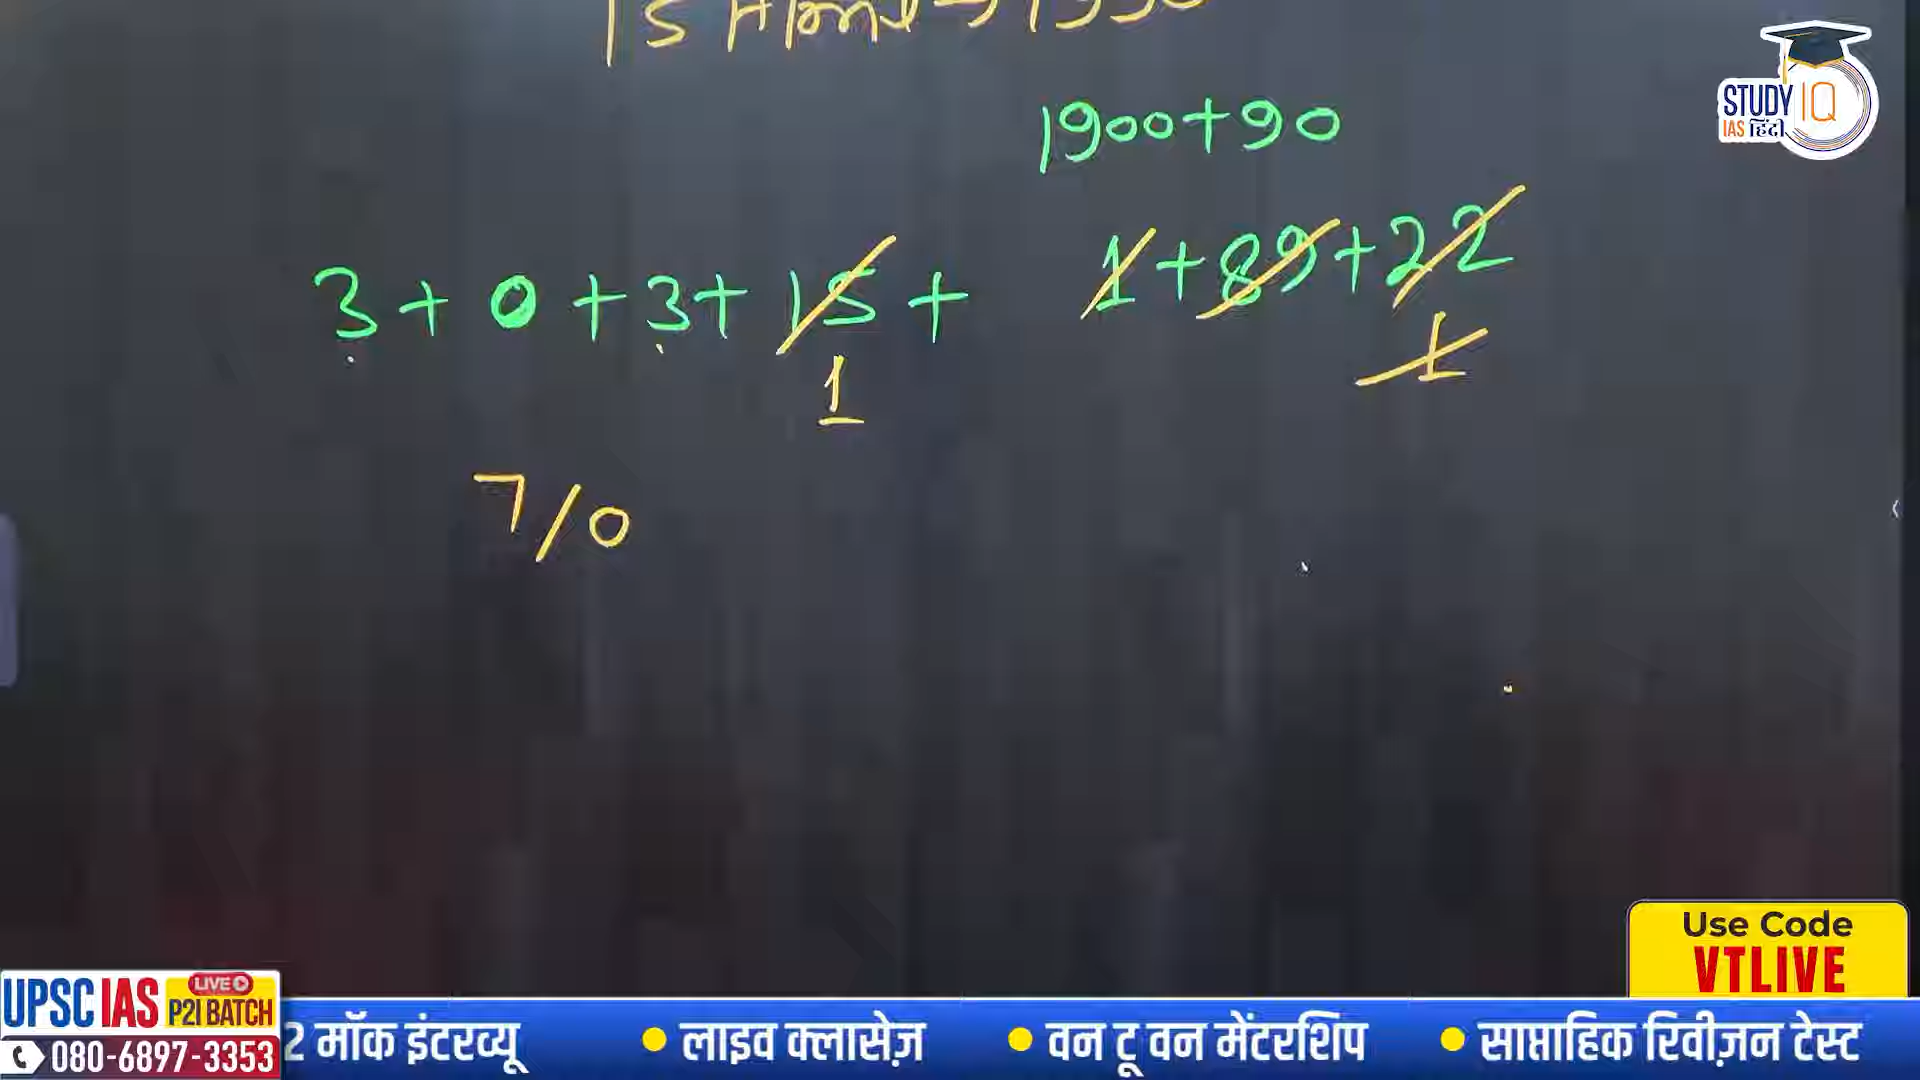 1900+90
3+0+3+15+ 1+89+22
1
1
7/0
STUDY IQ
IAS हिंदी
Use Code
VTLIVE
UPSC IAS LIVE P2I BATCH
080-6897-3353
2 मॉक इंटरव्यू • लाइव क्लासेज़ • वन टू वन मेंटरशिप • साप्ताहिक रिवीज़न टेस्ट